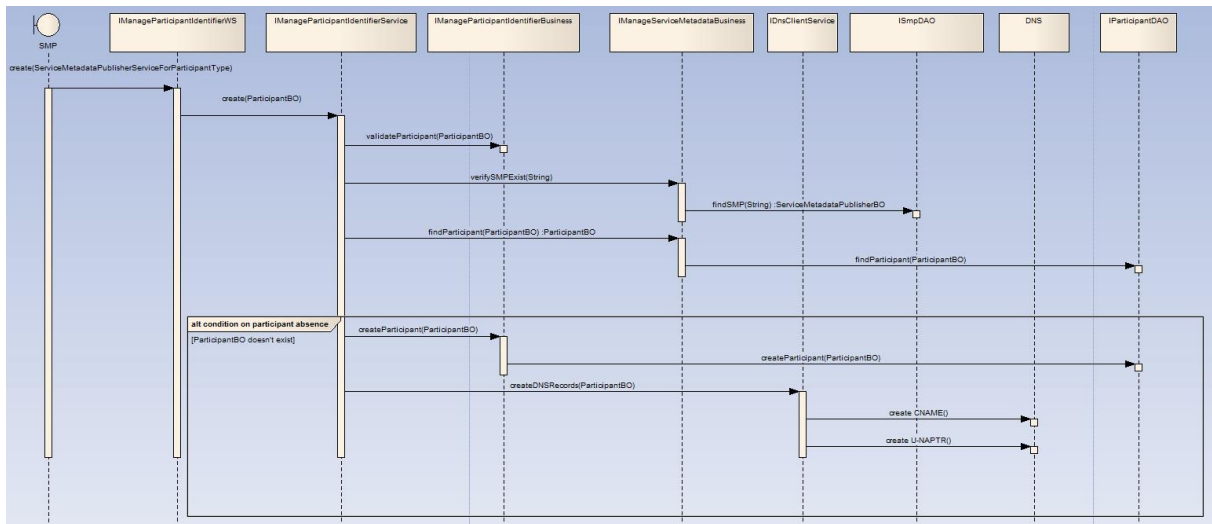 SMP
IManageParticipantIdentifierWS
IManageParticipantIdentifierService
IManageParticipantIdentifierBusiness
IManageServiceMetadataBusiness
IDnsClientService
ISmpDAO
DNS
IParticipantDAO
create(ServiceMetadataPublisherServiceForParticipantType)
create(ParticipantBO)
validateParticipant(ParticipantBO)
verifySMPExist(String)
findSMP(String) :ServiceMetadataPublisherBO
findParticipant(ParticipantBO) :ParticipantBO
findParticipant(ParticipantBO)
alt condition on participant absence
[ParticipantBO doesn't exist]
createParticipant(ParticipantBO)
createParticipant(ParticipantBO)
createDNSRecords(ParticipantBO)
create CNAME()
create U-NAPTR()